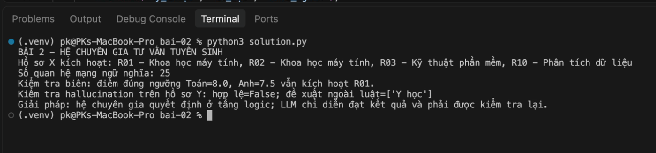 Problems Output Debug Console Terminal Ports
(.venv) pk@PKs-MacBook-Pro bai-02 % python3 solution.py
BÀI 2 - HỆ CHUYÊN GIA TƯ VẤN TUYỂN SINH
Hồ sơ X kích hoạt: R01 - Khoa học máy tính, R02 - Khoa học máy tính, R03 - Kỹ thuật phần mềm, R10 - Phân tích dữ liệu
Số quan hệ mạng ngữ nghĩa: 25
Kiểm tra biên: điểm đúng ngưỡng Toán=8.0, Anh=7.5 vẫn kích hoạt R01.
Kiểm tra hallucination trên hồ sơ Y: hợp lệ=False; đề xuất ngoài luật=['Y học']
Giải pháp: hệ chuyên gia quyết định ở tầng logic; LLM chỉ diễn đạt kết quả và phải được kiểm tra lại.
(.venv) pk@PKs-MacBook-Pro bai-02 %